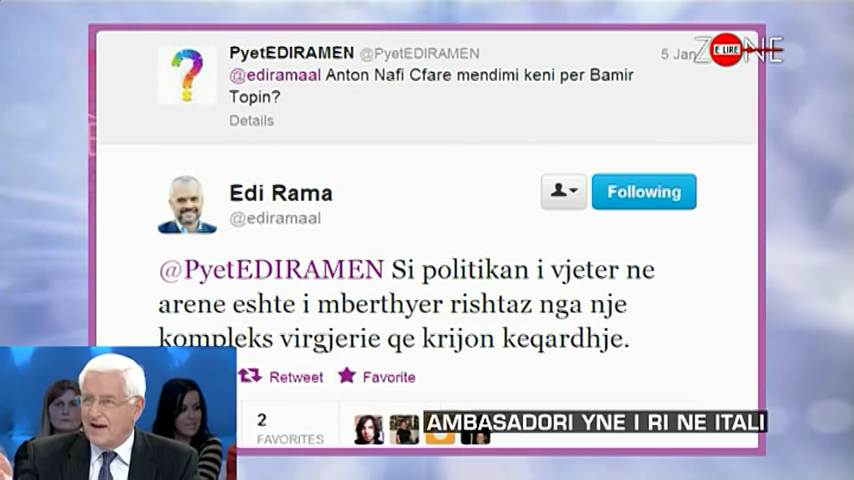 PyetEDIRAMEN @PyetEDIRAMEN 5 Jan
ZONE
E LIRE
@ediramaal Anton Nafi Cfare mendimi keni per Bamir
Topin?
Details
Edi Rama
@ediramaal
Following
@PyetEDIRAMEN Si politikan i vjeter ne
arene eshte i mberthyer rishtaz nga nje
kompleks virgjerie qe krijon keqardhje.
Retweet Favorite
2
FAVORITES
AMBASADORI YNE I RI NE ITALI